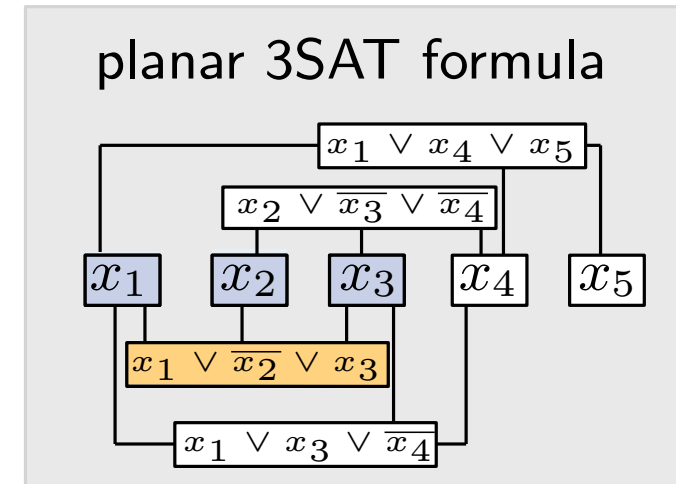 planar 3SAT formula
x₁ ∨ x₄ ∨ x₅
x₂ ∨ x̅₃ ∨ x̅₄
x₁ x₂ x₃ x₄ x₅
x₁ ∨ x̅₂ ∨ x₃
x₁ ∨ x₃ ∨ x̅₄